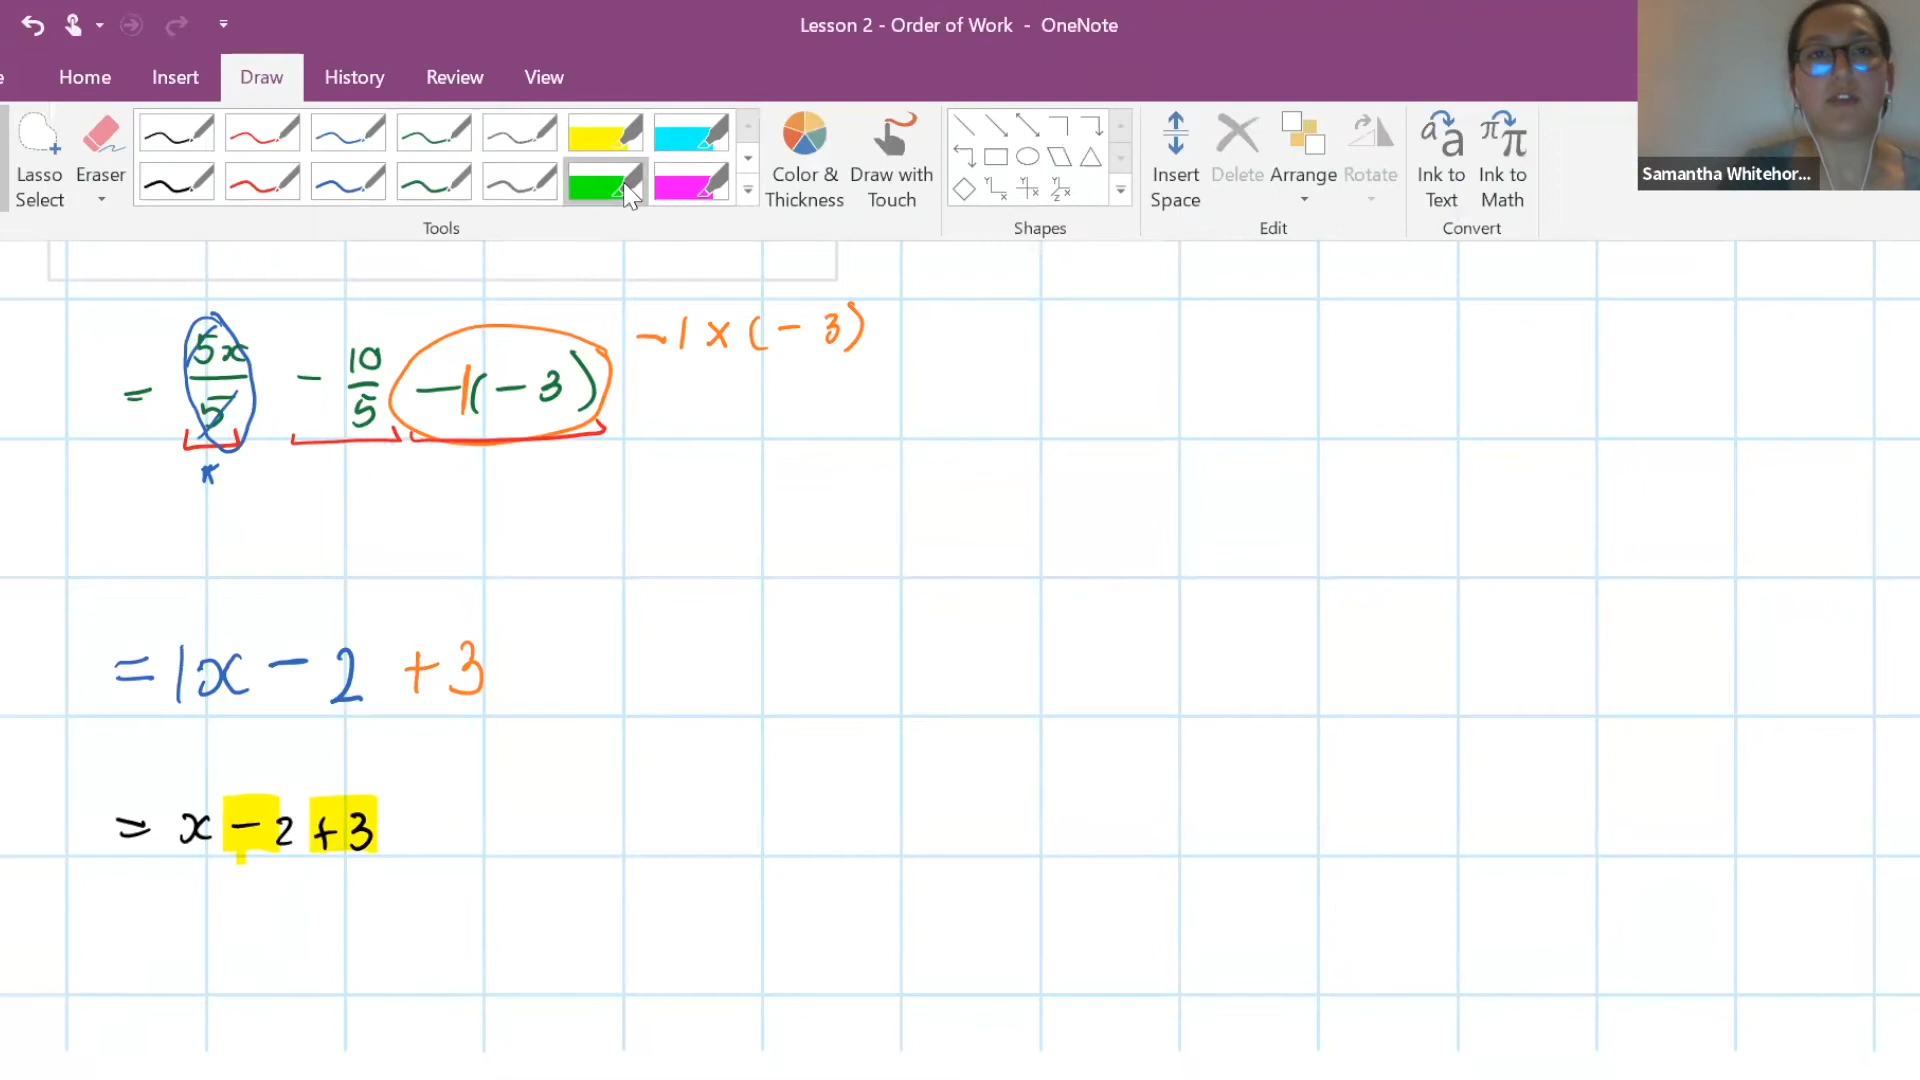 Lesson 2 - Order of Work - OneNote
e Home Insert Draw History Review View
Lasso Select
Eraser
Color & Thickness
Draw with Touch
Insert Space
Delete
Arrange
Rotate
Ink to Text
Ink to Math
Tools Shapes Edit Convert
Samantha Whitehor...
-1 x (-3)
= 5x/5 - 10/5 -1(-3)
x
= 1x - 2 + 3
= x - 2 + 3